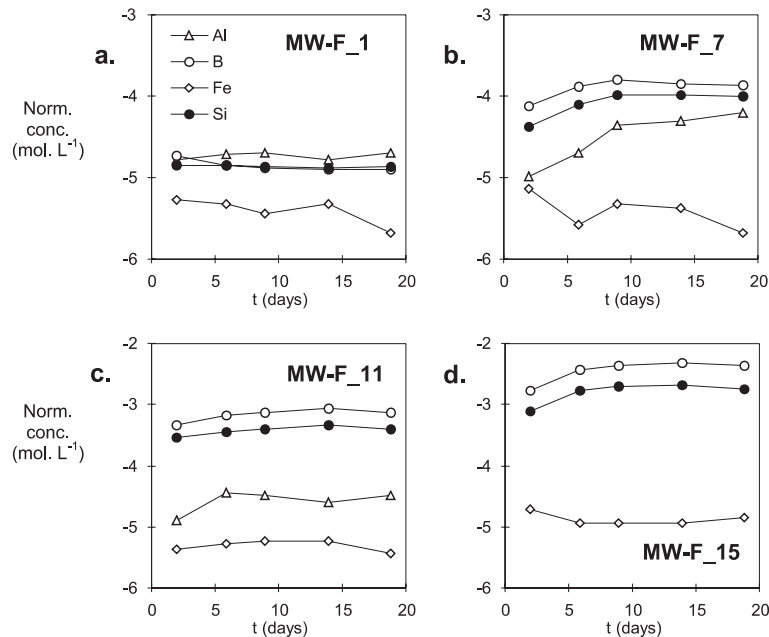 a.
MW-F_1
Al
B
Fe
Si
Norm.
conc.
(mol. L⁻¹)
-3
-4
-5
-6
0 5 10 15 20
t (days)
b.
MW-F_7
-3
-4
-5
-6
0 5 10 15 20
t (days)
c.
MW-F_11
Norm.
conc.
(mol. L⁻¹)
-2
-3
-4
-5
-6
0 5 10 15 20
t (days)
d.
MW-F_15
-2
-3
-4
-5
-6
0 5 10 15 20
t (days)